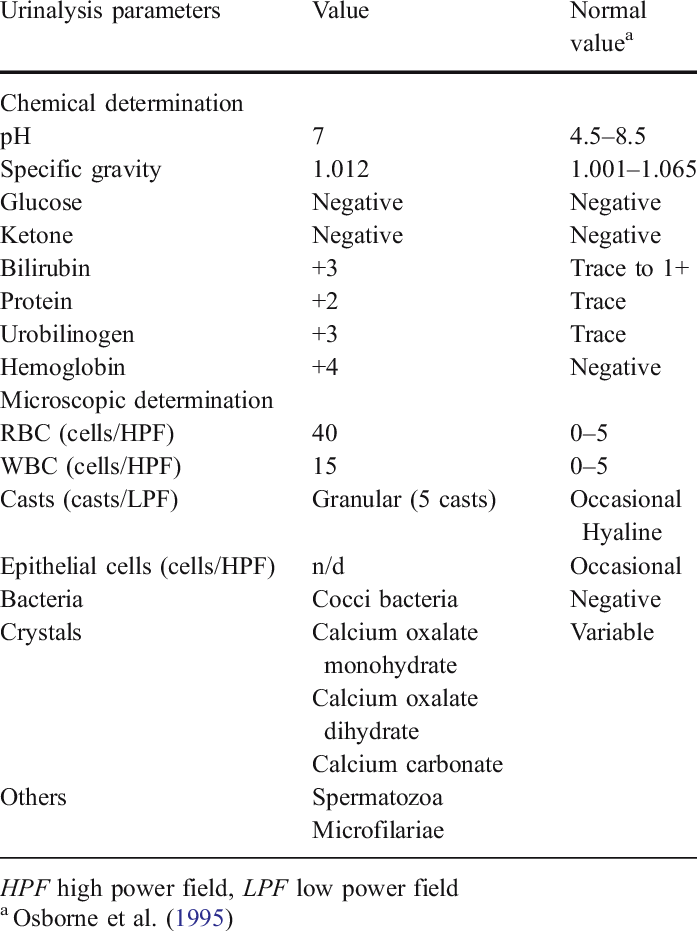 Urinalysis parameters Value Normal
valueᵃ
Chemical determination
pH 7 4.5–8.5
Specific gravity 1.012 1.001–1.065
Glucose Negative Negative
Ketone Negative Negative
Bilirubin +3 Trace to 1+
Protein +2 Trace
Urobilinogen +3 Trace
Hemoglobin +4 Negative
Microscopic determination
RBC (cells/HPF) 40 0–5
WBC (cells/HPF) 15 0–5
Casts (casts/LPF) Granular (5 casts) Occasional
Hyaline
Epithelial cells (cells/HPF) n/d Occasional
Bacteria Cocci bacteria Negative
Crystals Calcium oxalate Variable
monohydrate
Calcium oxalate
dihydrate
Calcium carbonate
Others Spermatozoa
Microfilariae
HPF high power field, LPF low power field
ᵃ Osborne et al. (1995)